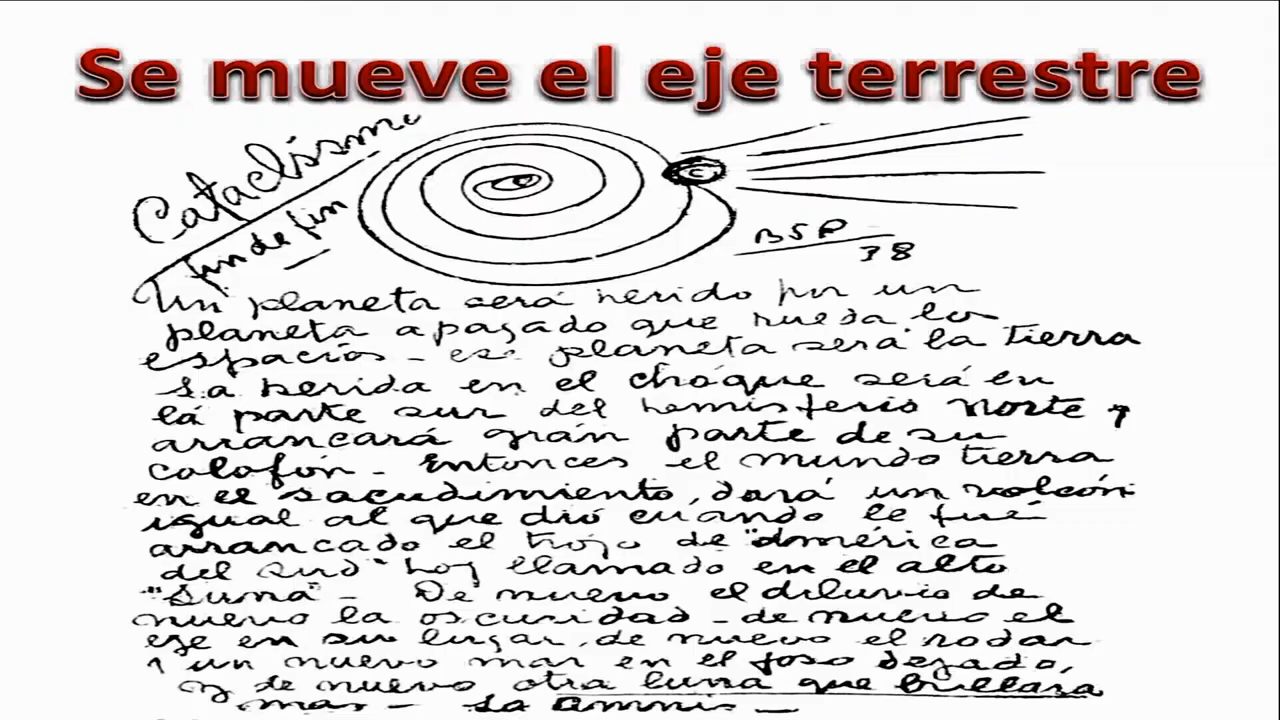 Se mueve el eje terrestre
Cataclismo
fin de fin
BSP
38
Un planeta será herido por un
planeta apagado que rueda los
espacios - ese planeta será la tierra
La herida en el choque será en
la parte sur del hemisferio norte y
arrancará grán parte de su
colofón - Entonces el mundo tierra
en el sacudimiento, dará un volcón
igual al que dió cuando le fué
arrancado el trozo de "américa
del sud" hoy llamado en el alto
"Luna" - De nuevo el diluvio de
nuevo la oscuridad - de nuevo el
eje en su lugar, de nuevo el rodar
y un nuevo mar en el foso dejado,
y de nuevo otra luna que brillara
mas -